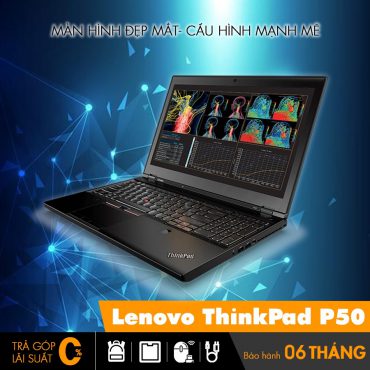 MÀN HÌNH ĐẸP MẮT- CẤU HÌNH MẠNH MẼ
ThinkPad
Lenovo ThinkPad P50
TRẢ GÓP
LÃI SUẤT
0%
Bảo hành 06 THÁNG